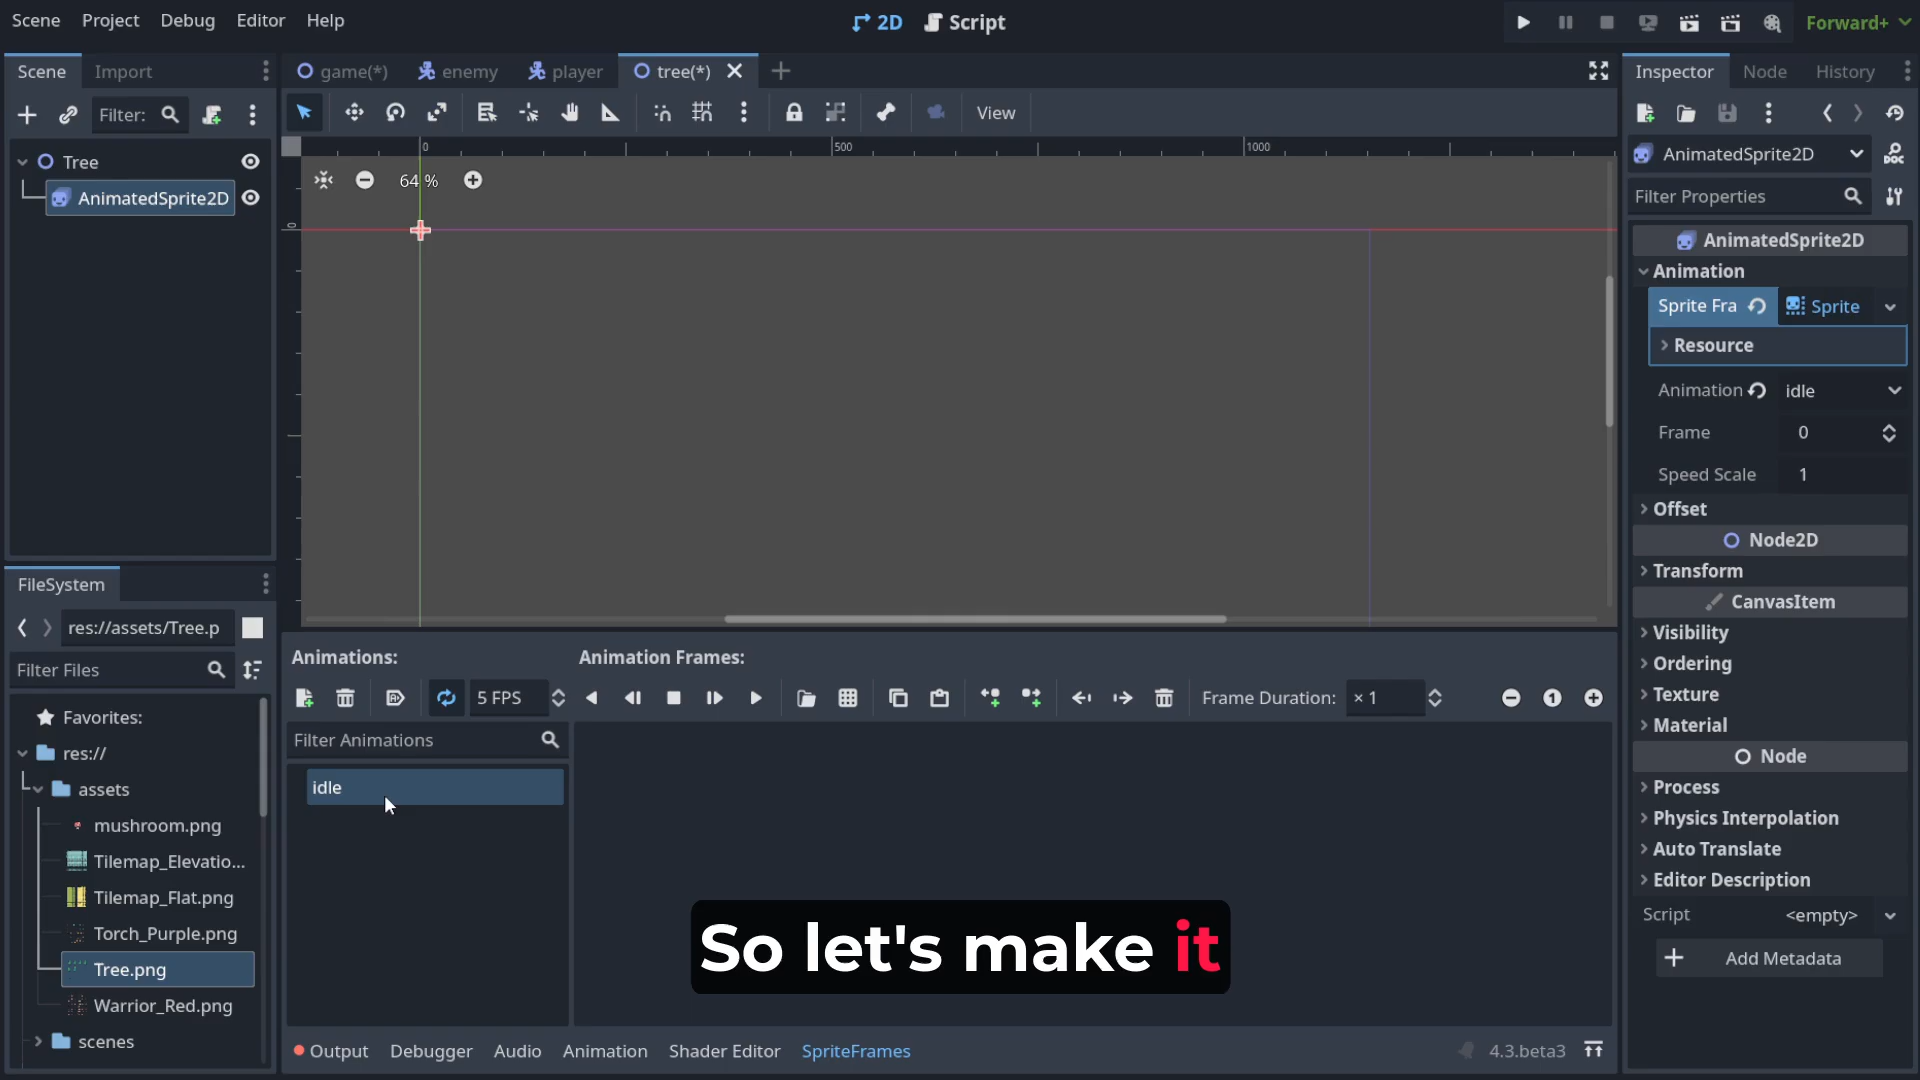 Scene Project Debug Editor Help
2D Script
Forward+
Scene Import
game(*) enemy player tree(*)
Inspector Node History
Filter:
View
Tree
AnimatedSprite2D
0 500 1000
0
64 %
AnimatedSprite2D
Filter Properties
AnimatedSprite2D
Animation
Sprite Fra Sprite
Resource
Animation idle
Frame 0
Speed Scale 1
Offset
Node2D
Transform
CanvasItem
Visibility
Ordering
Texture
Material
Node
Process
Physics Interpolation
Auto Translate
Editor Description
Script <empty>
Add Metadata
FileSystem
res://assets/Tree.p
Filter Files
Favorites:
res://
assets
mushroom.png
Tilemap_Elevatio...
Tilemap_Flat.png
Torch_Purple.png
Tree.png
Warrior_Red.png
scenes
Animations: Animation Frames:
5 FPS
Frame Duration: × 1
1
Filter Animations
idle
So let's make it
Output Debugger Audio Animation Shader Editor SpriteFrames
4.3.beta3